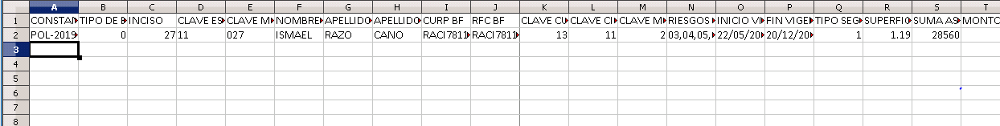 A B C D E F G H I J K L M N O P Q R S T
1 CONSTA TIPO DE INCISO CLAVE ES CLAVE M NOMBRE APELLIDO APELLIDO CURP BF RFC BF CLAVE CU CLAVE CI CLAVE M RIESGOS INICIO VI FIN VIGE TIPO SEG SUPERFIC SUMA AS MONTO
2 POL-2019 0 27 11 027 ISMAEL RAZO CANO RACI7811 RACI7811 13 11 2 03,04,05, 22/05/20 20/12/20 1 1.19 28560
3
4
5
6
7
8